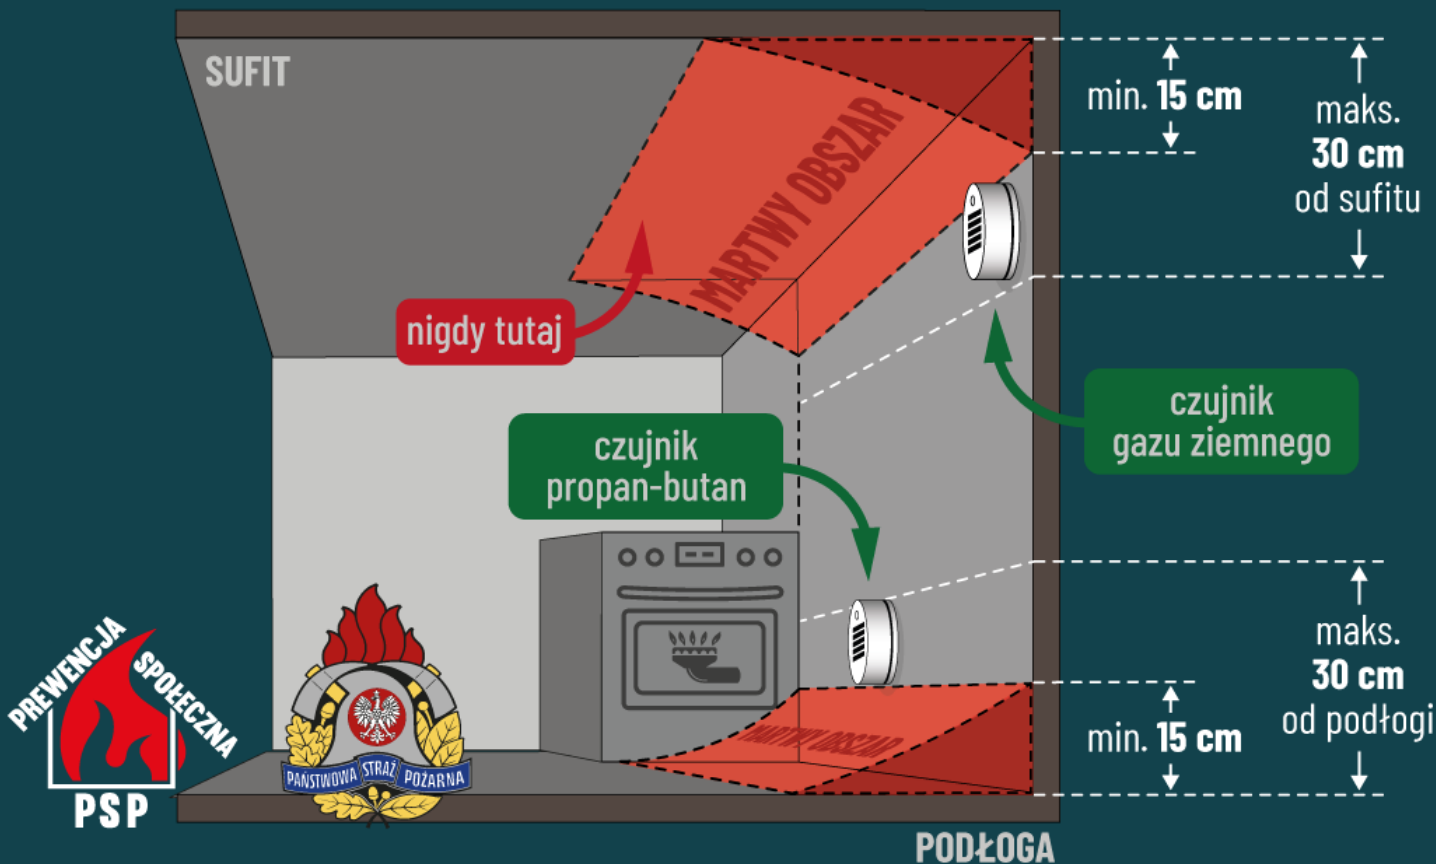 SUFIT
min. 15 cm
maks.
30 cm
od sufitu
MARTWY OBSZAR
nigdy tutaj
czujnik
gazu ziemnego
czujnik
propan-butan
maks.
30 cm
od podłogi
min. 15 cm
MARTWY OBSZAR
PREWENCJA
SPOŁECZNA
PSP
PAŃSTWOWA STRAŻ POŻARNA
PODŁOGA